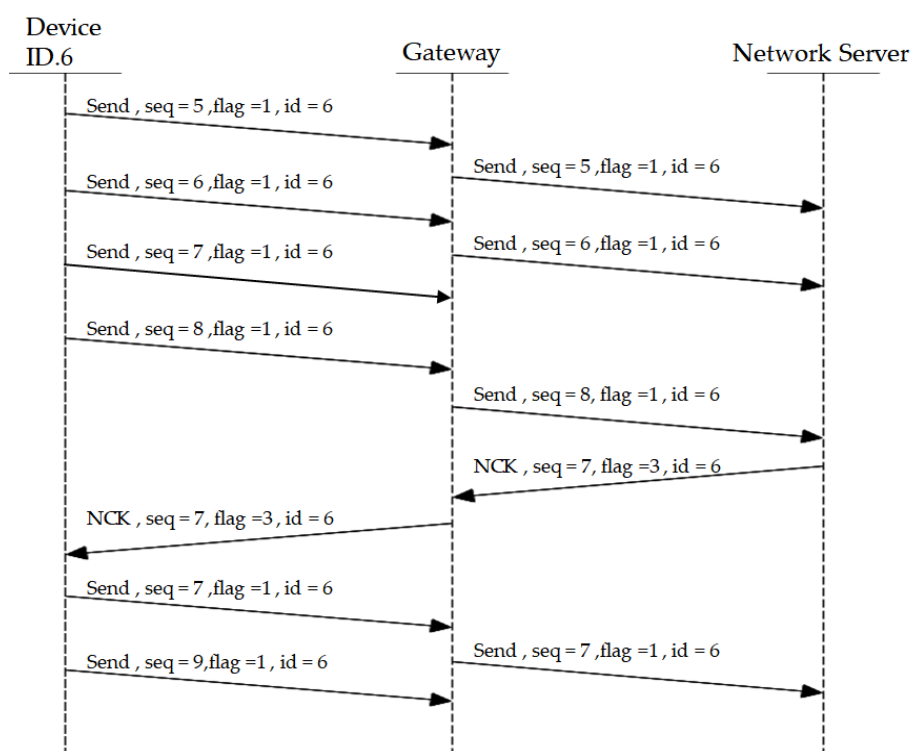 Device
ID.6
Gateway
Network Server
Send , seq = 5 ,flag =1 , id = 6
Send , seq = 5 ,flag =1 , id = 6
Send , seq = 6 ,flag =1 , id = 6
Send , seq = 6 ,flag =1 , id = 6
Send , seq = 7 ,flag =1 , id = 6
Send , seq = 8 ,flag =1 , id = 6
Send , seq = 8, flag =1 , id = 6
NCK , seq = 7, flag =3 , id = 6
NCK , seq = 7, flag =3 , id = 6
Send , seq = 7 ,flag =1 , id = 6
Send , seq = 7 ,flag =1 , id = 6
Send , seq = 9,flag =1 , id = 6